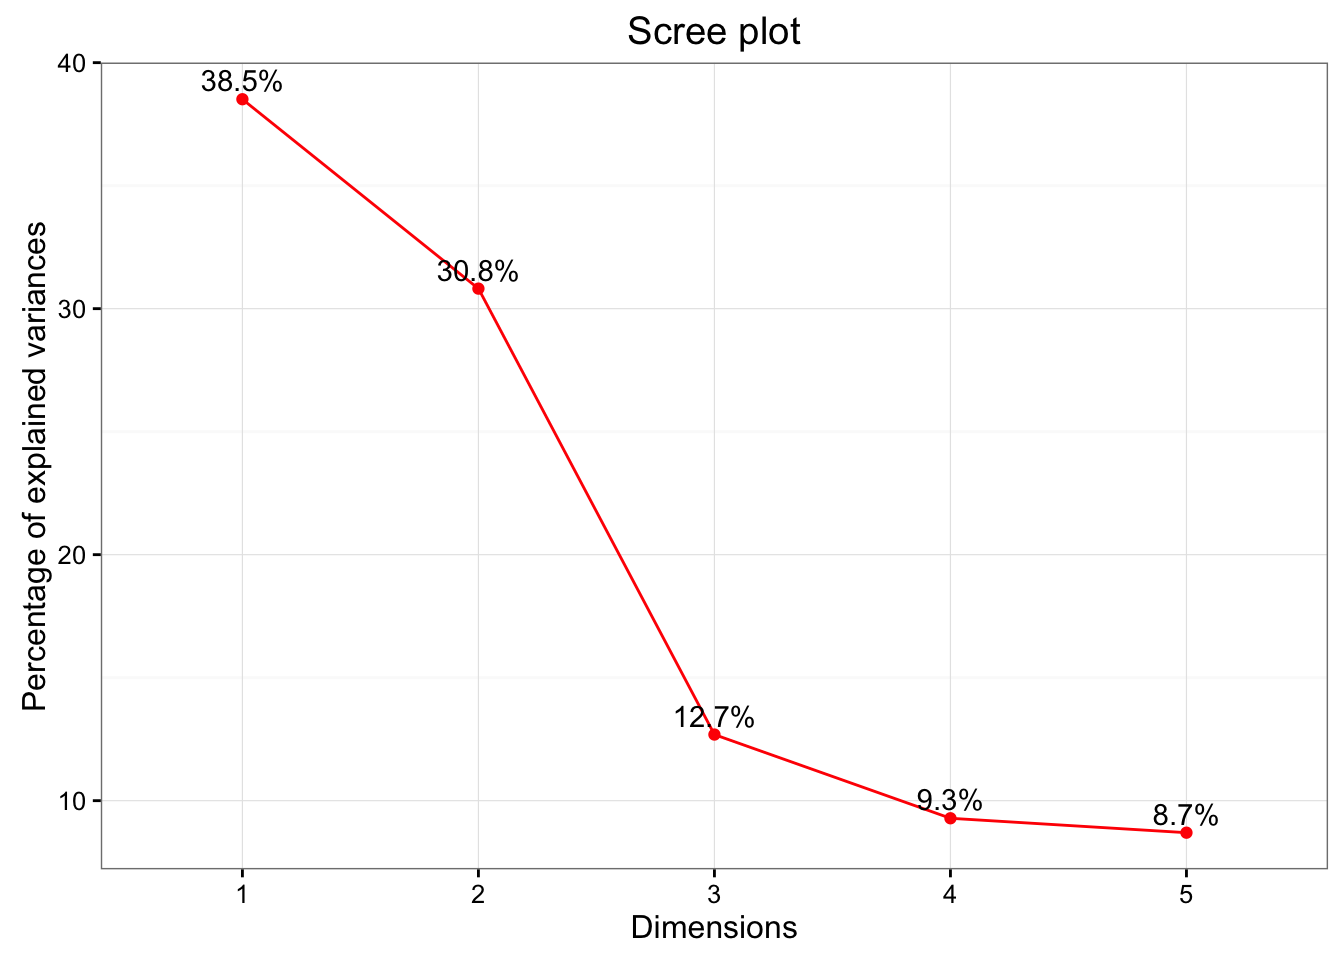 Scree plot
Percentage of explained variances
40
30
20
10
38.5%
30.8%
12.7%
9.3%
8.7%
1 2 3 4 5
Dimensions